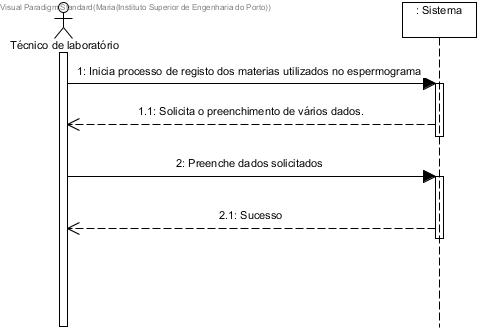 Visual Paradigm Standard(Maria(Instituto Superior de Engenharia do Porto))
: Sistema
Técnico de laboratório
1: Inicia processo de registo dos materias utilizados no espermograma
1.1: Solicita o preenchimento de vários dados.
2: Preenche dados solicitados
2.1: Sucesso